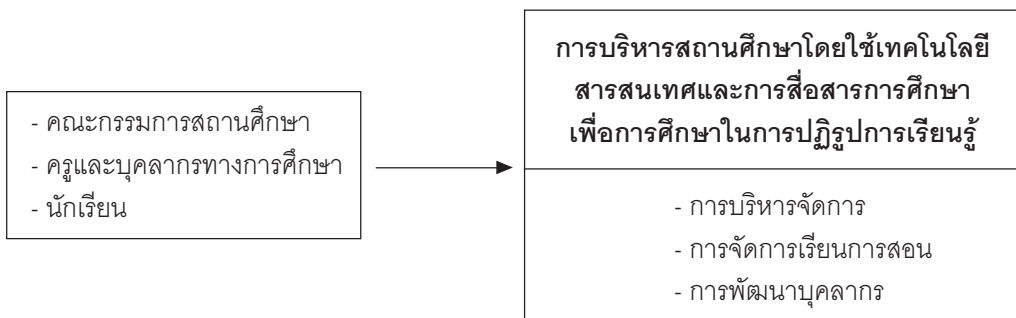 - คณะกรรมการสถานศึกษา
- ครูและบุคลากรทางการศึกษา
- นักเรียน
การบริหารสถานศึกษาโดยใช้เทคโนโลยี
สารสนเทศและการสื่อสารการศึกษา
เพื่อการศึกษาในการปฏิรูปการเรียนรู้
- การบริหารจัดการ
- การจัดการเรียนการสอน
- การพัฒนาบุคลากร